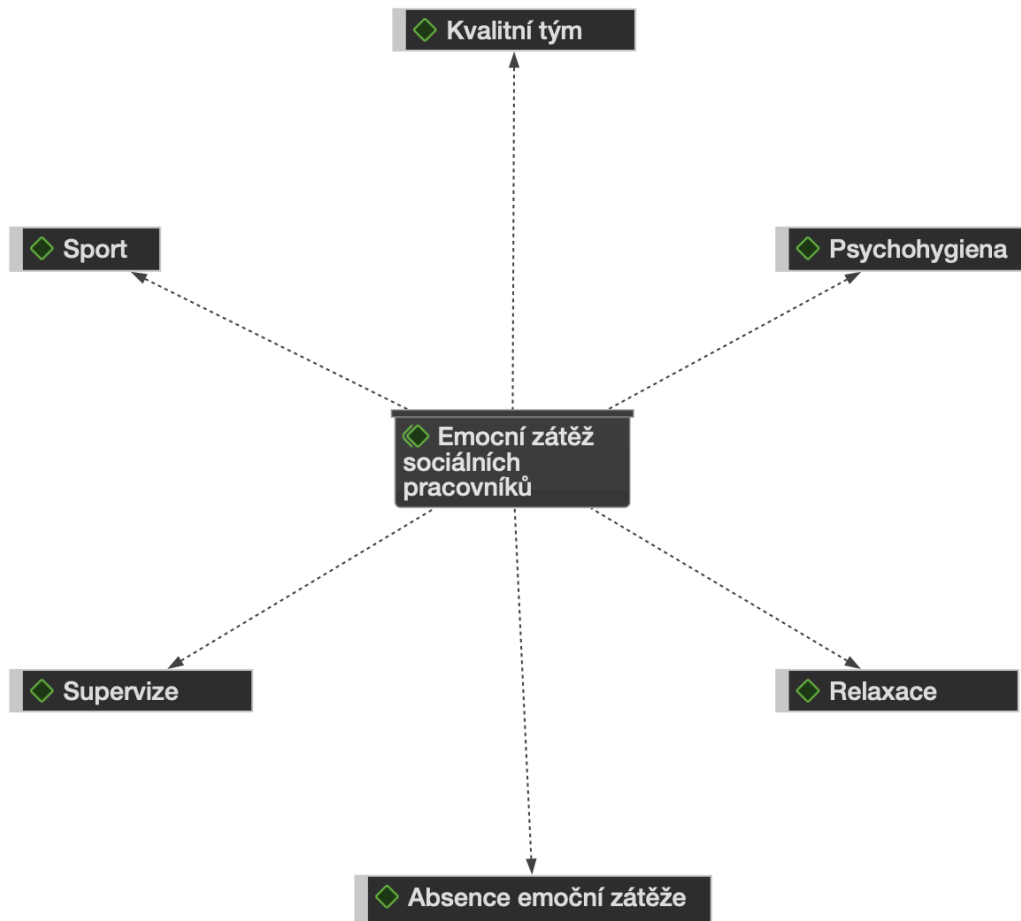 Kvalitní tým
Sport
Psychohygiena
Emocní zátěž
sociálních
pracovníků
Supervize
Relaxace
Absence emoční zátěže